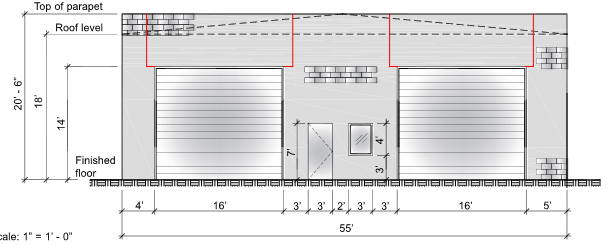 Top of parapet
Roof level
20' - 6"
18'
14'
7'
4'
3'
Finished
floor
4'
16'
3'
3'
2'
3'
3'
16'
5'
55'
cale: 1" = 1' - 0"